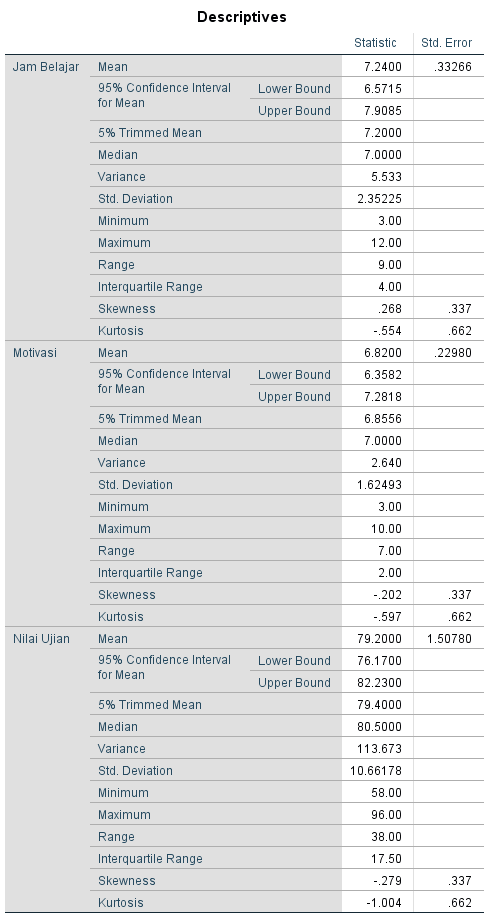 Descriptives
Statistic Std. Error
Jam Belajar Mean 7.2400 .33266
95% Confidence Interval for Mean Lower Bound 6.5715
Upper Bound 7.9085
5% Trimmed Mean 7.2000
Median 7.0000
Variance 5.533
Std. Deviation 2.35225
Minimum 3.00
Maximum 12.00
Range 9.00
Interquartile Range 4.00
Skewness .268 .337
Kurtosis -.554 .662
Motivasi Mean 6.8200 .22980
95% Confidence Interval for Mean Lower Bound 6.3582
Upper Bound 7.2818
5% Trimmed Mean 6.8556
Median 7.0000
Variance 2.640
Std. Deviation 1.62493
Minimum 3.00
Maximum 10.00
Range 7.00
Interquartile Range 2.00
Skewness -.202 .337
Kurtosis -.597 .662
Nilai Ujian Mean 79.2000 1.50780
95% Confidence Interval for Mean Lower Bound 76.1700
Upper Bound 82.2300
5% Trimmed Mean 79.4000
Median 80.5000
Variance 113.673
Std. Deviation 10.66178
Minimum 58.00
Maximum 96.00
Range 38.00
Interquartile Range 17.50
Skewness -.279 .337
Kurtosis -1.004 .662